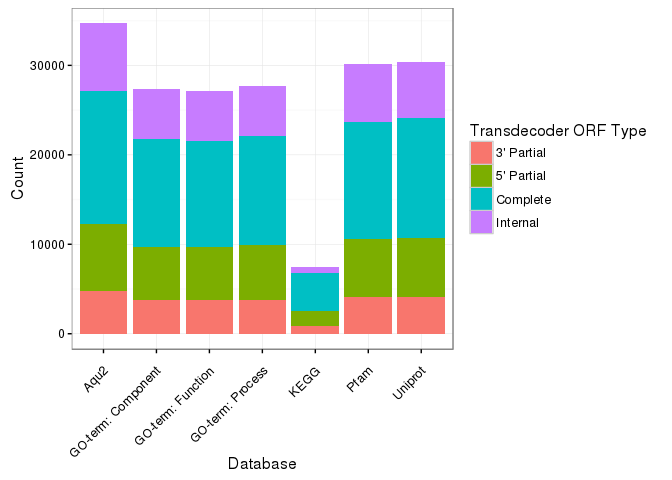 30000
20000
10000
0
Count
Aqu2
GO-term: Component
GO-term: Function
GO-term: Process
KEGG
Pfam
Uniprot
Database
Transdecoder ORF Type
3' Partial
5' Partial
Complete
Internal